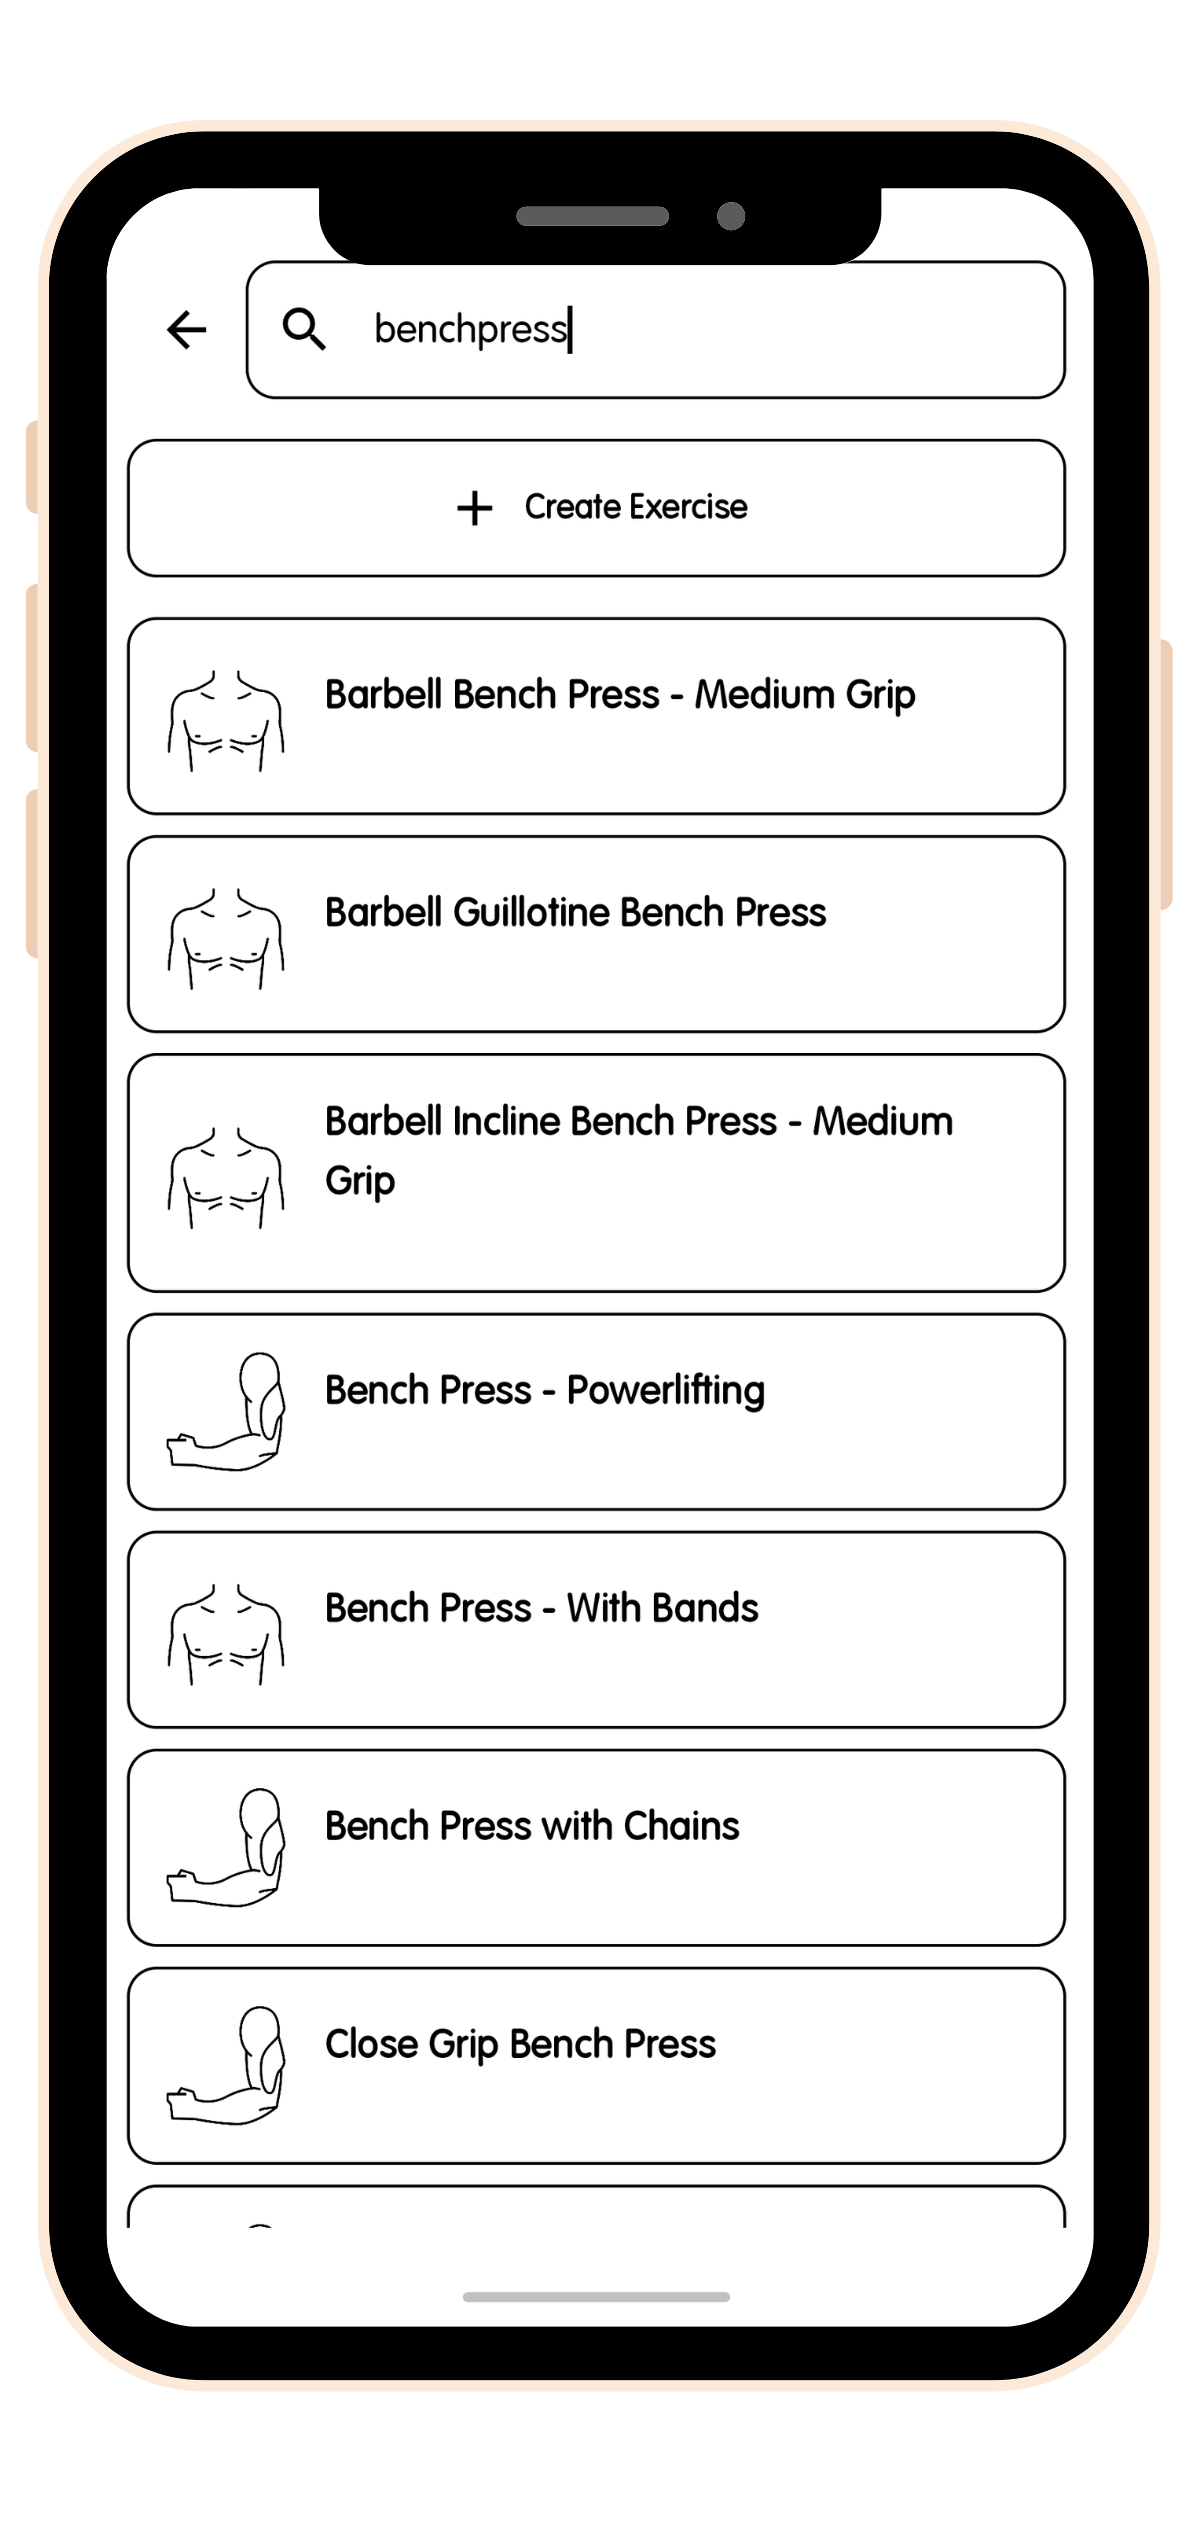 benchpress
Create Exercise
Barbell Bench Press - Medium Grip
Barbell Guillotine Bench Press
Barbell Incline Bench Press - Medium
Grip
Bench Press - Powerlifting
Bench Press - With Bands
Bench Press with Chains
Close Grip Bench Press